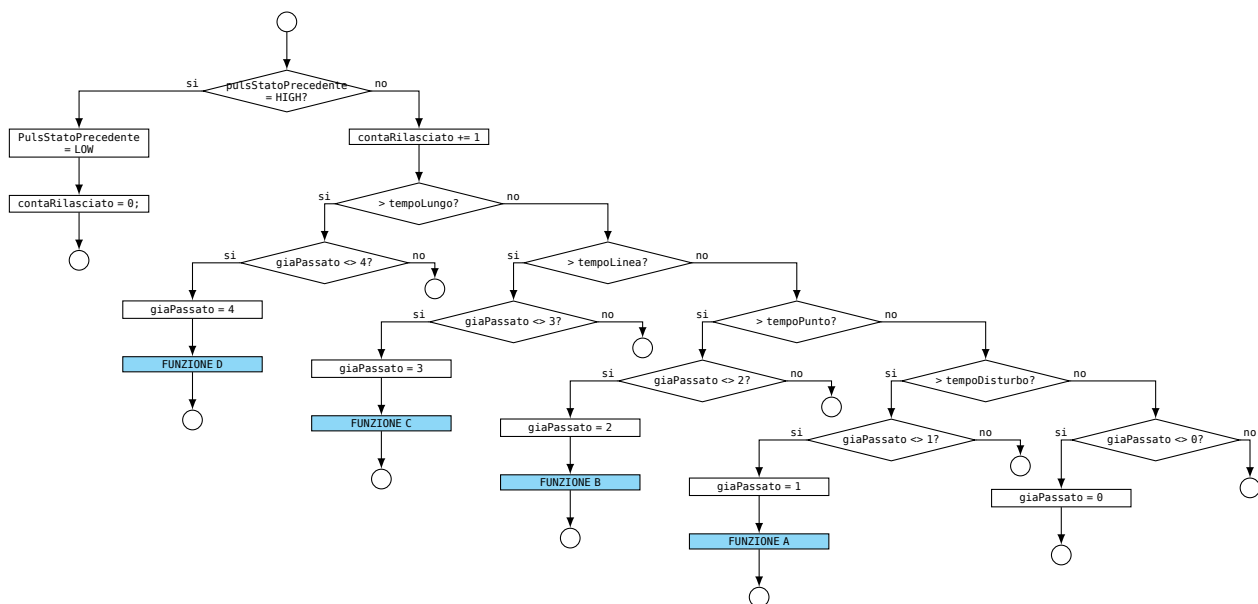 si
pulsStatoPrecedente
= HIGH?
no
PulsStatoPrecedente
= LOW
contaRilasciato += 1
contaRilasciato = 0;
si
> tempoLungo?
no
si
giaPassato <> 4?
no
si
> tempoLinea?
no
giaPassato = 4
si
giaPassato <> 3?
no
si
> tempoPunto?
no
FUNZIONE D
giaPassato = 3
si
giaPassato <> 2?
no
si
> tempoDisturbo?
no
FUNZIONE C
giaPassato = 2
si
giaPassato <> 1?
no
si
giaPassato <> 0?
no
FUNZIONE B
giaPassato = 1
giaPassato = 0
FUNZIONE A